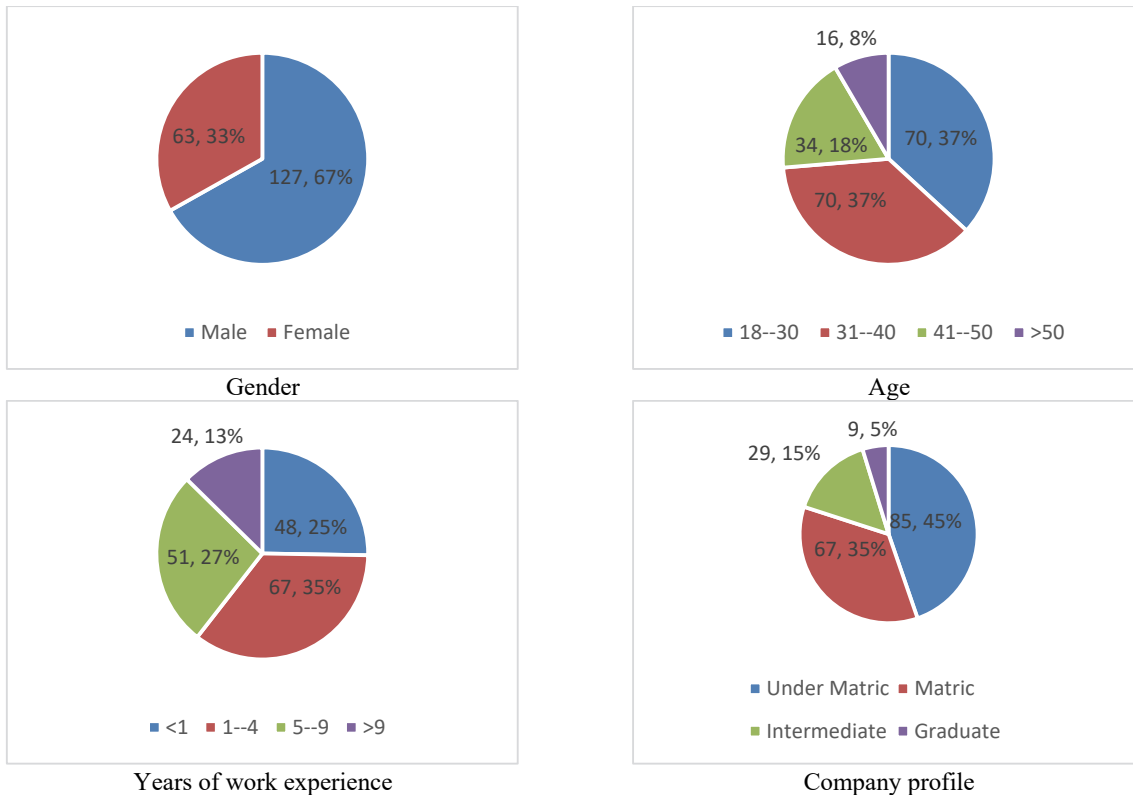 63, 33%
127, 67%
Male Female
Gender
16, 8%
34, 18%
70, 37%
70, 37%
18--30 31--40 41--50 >50
Age
24, 13%
48, 25%
51, 27%
67, 35%
<1 1--4 5--9 >9
Years of work experience
9, 5%
29, 15%
85, 45%
67, 35%
Under Matric Matric
Intermediate Graduate
Company profile